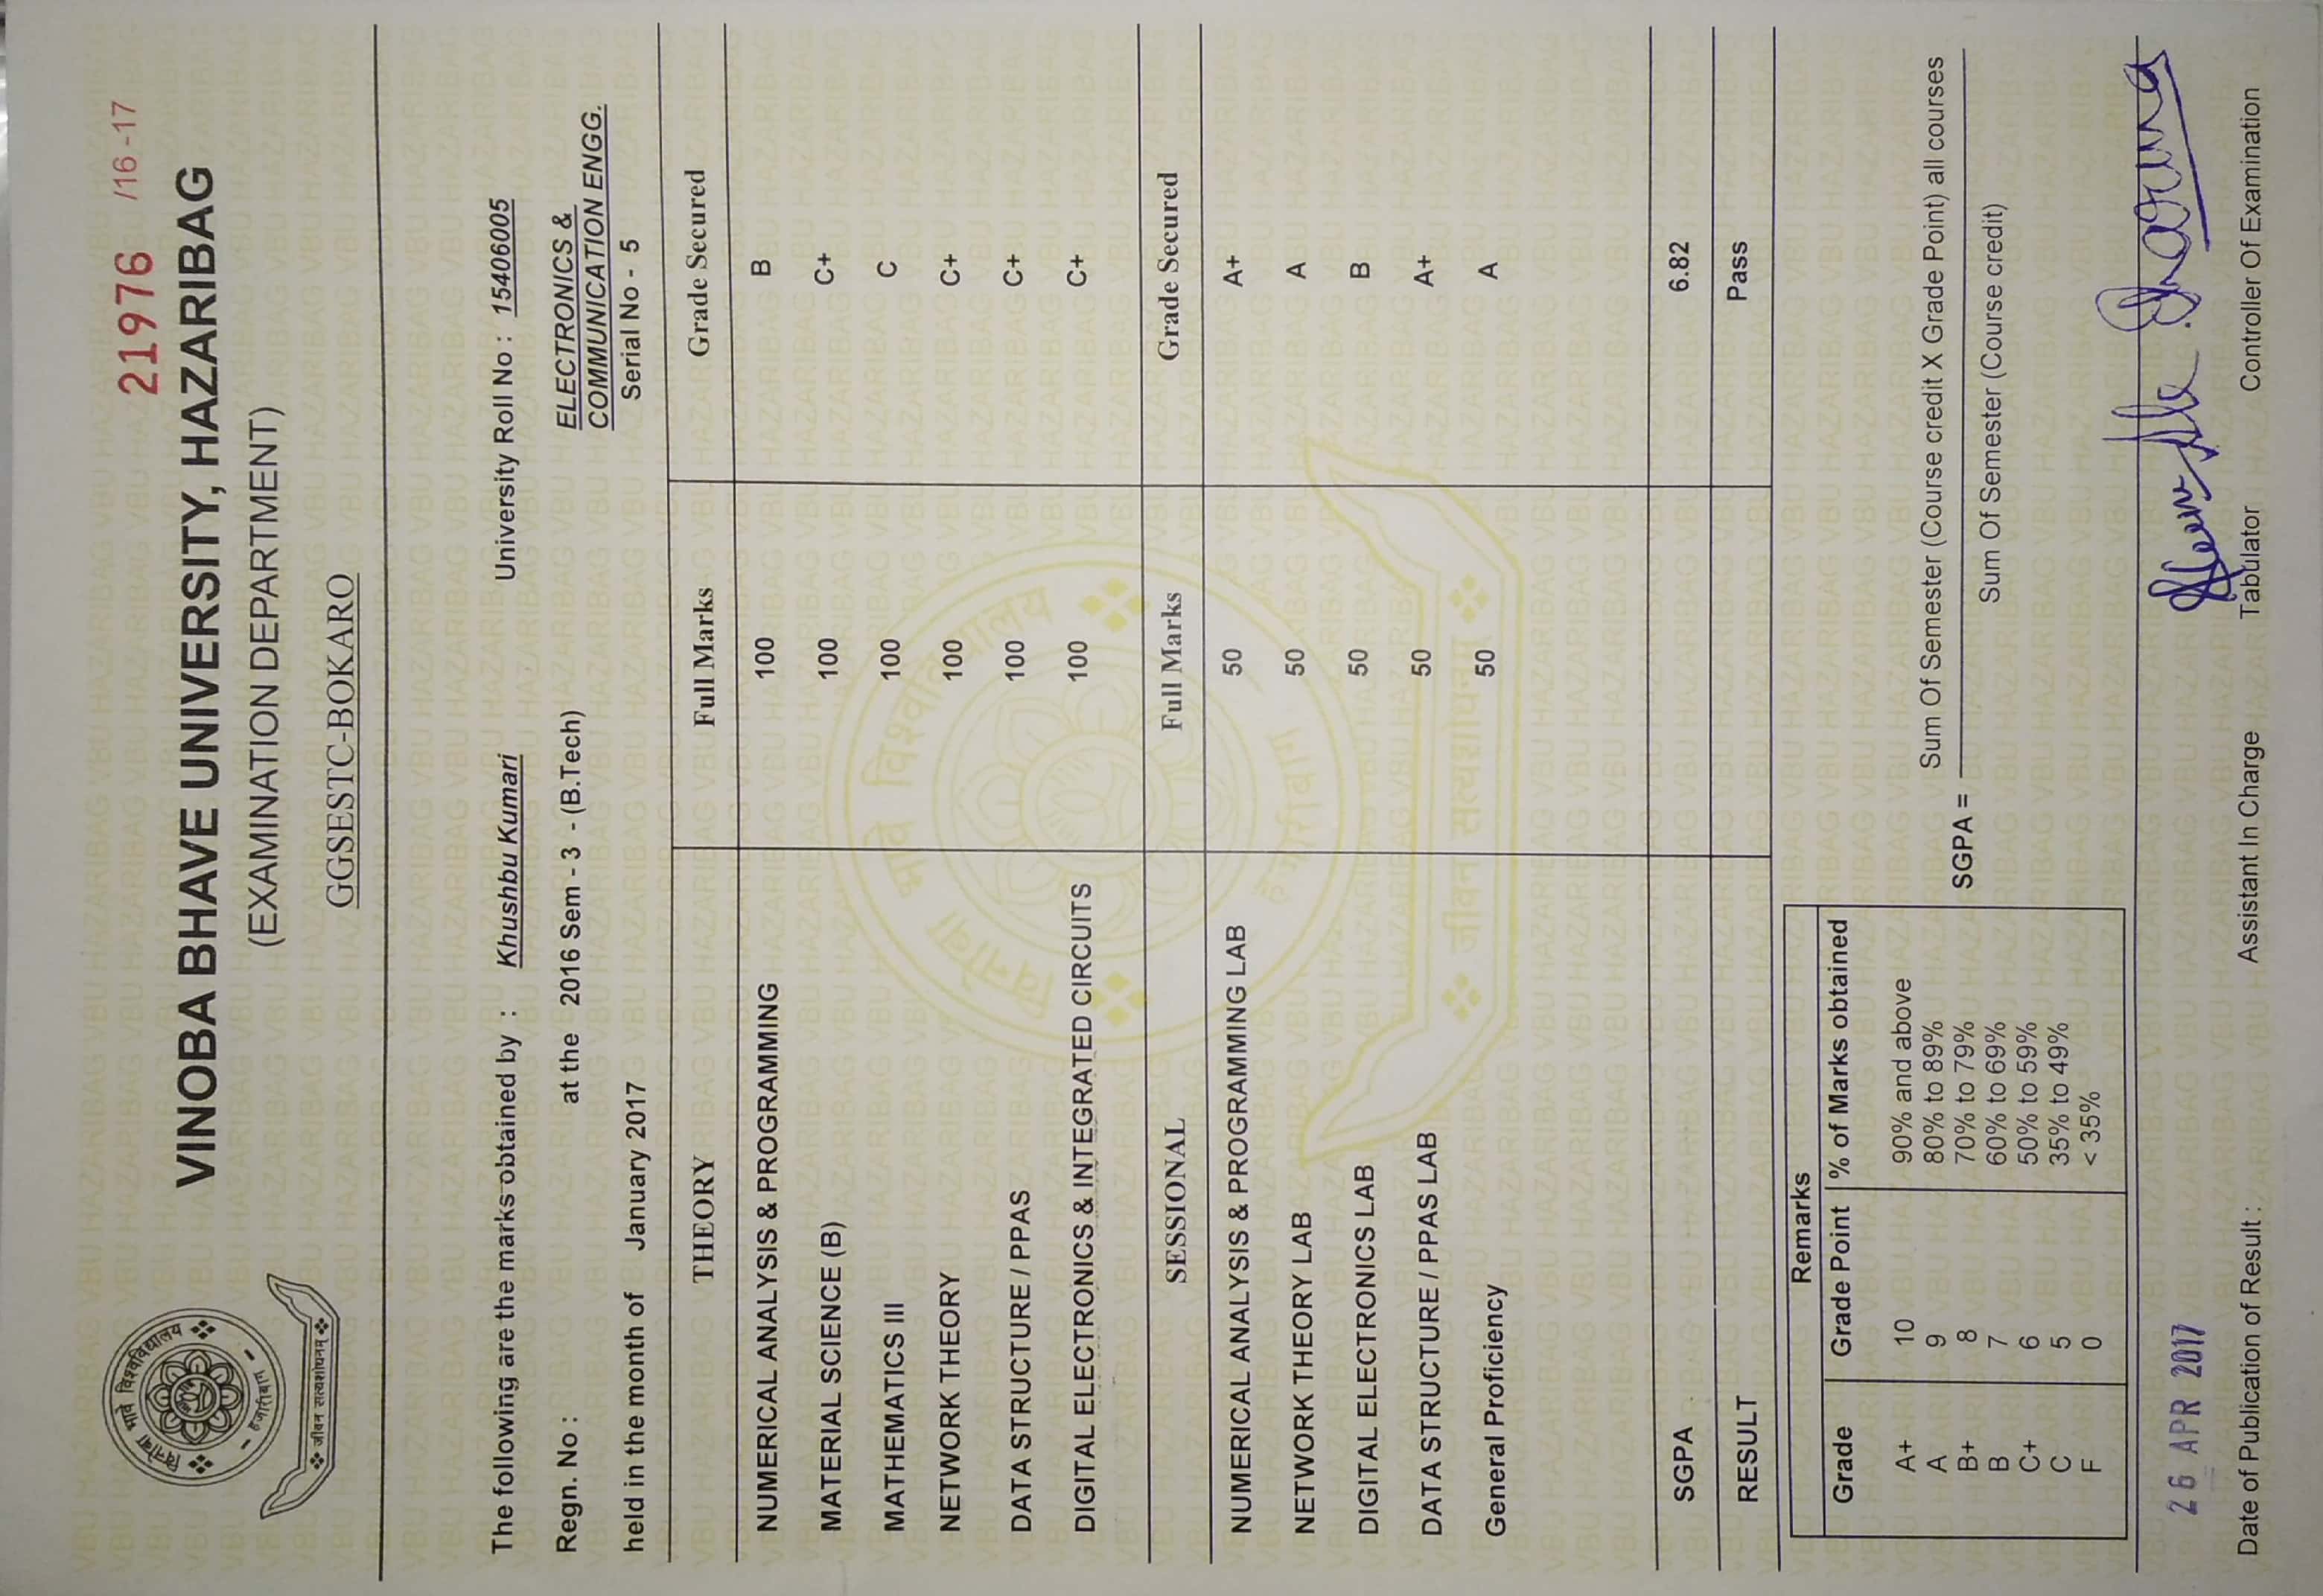 21976 /16-17
VINOBA BHAVE UNIVERSITY, HAZARIBAG
(EXAMINATION DEPARTMENT)
GGSESTC-BOKARO
विनोबा भावे विश्वविद्यालय
हजारीबाग
जीवन सत्यशोधनम्
The following are the marks obtained by : Khushbu Kumari University Roll No : 15406005
Regn. No : at the 2016 Sem - 3 - (B.Tech) ELECTRONICS &
COMMUNICATION ENGG.
held in the month of January 2017 Serial No - 5
THEORY Full Marks Grade Secured
NUMERICAL ANALYSIS & PROGRAMMING 100 B
MATERIAL SCIENCE (B) 100 C+
MATHEMATICS III 100 C
NETWORK THEORY 100 C+
DATA STRUCTURE / PPAS 100 C+
DIGITAL ELECTRONICS & INTEGRATED CIRCUITS 100 C+
SESSIONAL Full Marks Grade Secured
NUMERICAL ANALYSIS & PROGRAMMING LAB 50 A+
NETWORK THEORY LAB 50 A
DIGITAL ELECTRONICS LAB 50 B
DATA STRUCTURE / PPAS LAB 50 A+
General Proficiency 50 A
SGPA 6.82
RESULT Pass
Remarks
Grade Grade Point % of Marks obtained
A+ 10 90% and above
A 9 80% to 89%
B+ 8 70% to 79%
B 7 60% to 69%
C+ 6 50% to 59%
C 5 35% to 49%
F 0 < 35%
Sum Of Semester (Course credit X Grade Point) all courses
SGPA =
Sum Of Semester (Course credit)
26 APR 2017
Date of Publication of Result : Assistant In Charge Tabulator Controller Of Examination